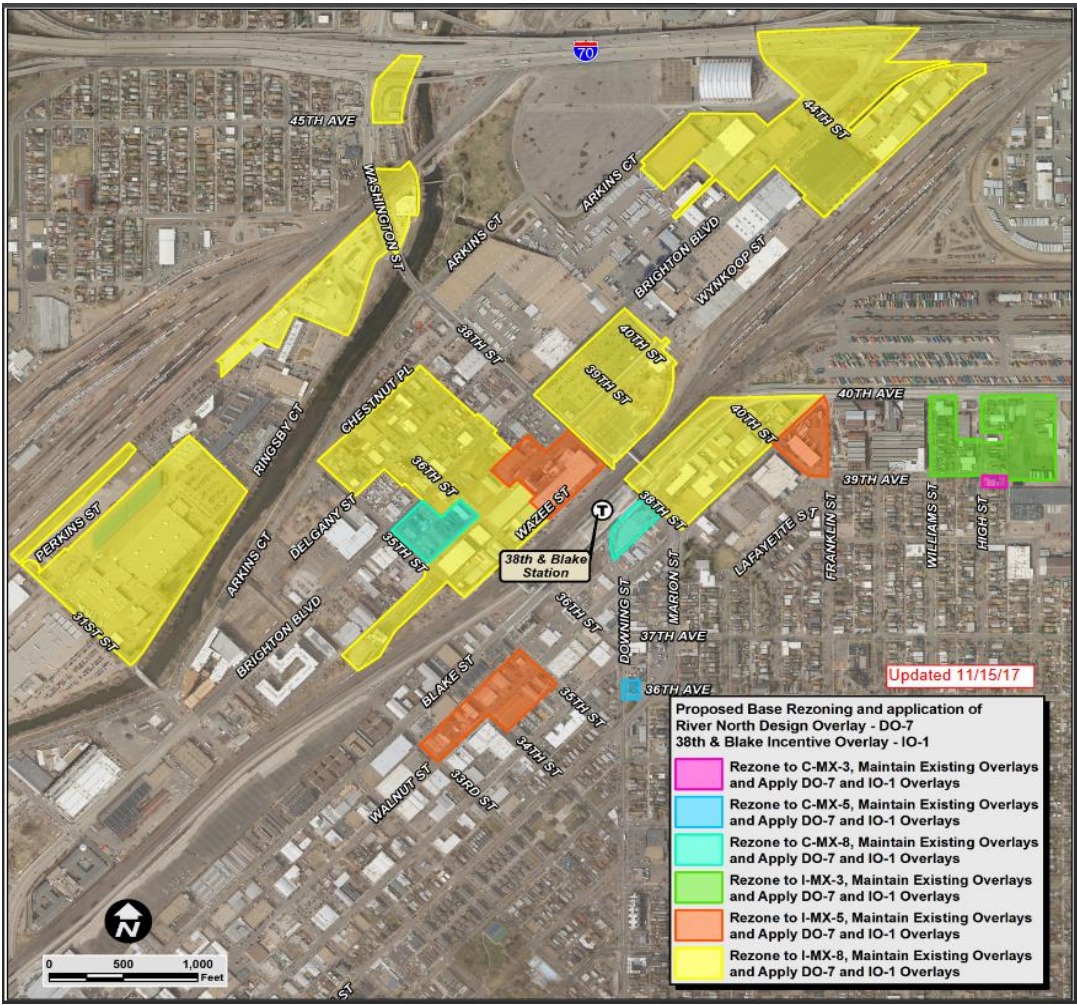 70
45TH AVE
44TH ST
WASHINGTON ST
ARKINS CT
ARKINS CT
BRIGHTON BLVD
WYNKOOP ST
38TH ST
40TH ST
39TH ST
CHESTNUT PL
40TH AVE
40TH ST
RINGSBY CT
36TH ST
39TH AVE
PERKINS ST
DELGANY ST
35TH ST
WAZEE ST
38TH ST
LAFAYETTE ST
FRANKLIN ST
WILLIAMS ST
HIGH ST
T
38th & Blake
Station
ARKINS CT
MARION ST
DOWNING ST
31ST ST
BRIGHTON BLVD
36TH ST
37TH AVE
BLAKE ST
35TH ST
36TH AVE
34TH ST
WALNUT ST
33RD ST
ST
Updated 11/15/17
Proposed Base Rezoning and application of
River North Design Overlay - DO-7
38th & Blake Incentive Overlay - IO-1
Rezone to C-MX-3, Maintain Existing Overlays
and Apply DO-7 and IO-1 Overlays
Rezone to C-MX-5, Maintain Existing Overlays
and Apply DO-7 and IO-1 Overlays
Rezone to C-MX-8, Maintain Existing Overlays
and Apply DO-7 and IO-1 Overlays
Rezone to I-MX-3, Maintain Existing Overlays
and Apply DO-7 and IO-1 Overlays
Rezone to I-MX-5, Maintain Existing Overlays
and Apply DO-7 and IO-1 Overlays
Rezone to I-MX-8, Maintain Existing Overlays
and Apply DO-7 and IO-1 Overlays
N
0 500 1,000
Feet